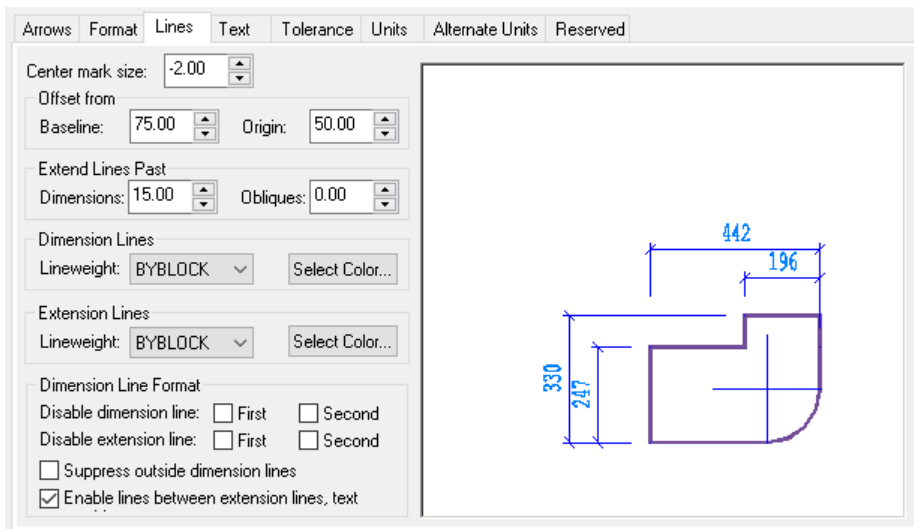 Arrows Format Lines Text Tolerance Units Alternate Units Reserved
Center mark size: -2.00
Offset from
Baseline: 75.00 Origin: 50.00
Extend Lines Past
Dimensions: 15.00 Obliques: 0.00
Dimension Lines
Lineweight: BYBLOCK Select Color...
Extension Lines
Lineweight: BYBLOCK Select Color...
Dimension Line Format
Disable dimension line: First Second
Disable extension line: First Second
Suppress outside dimension lines
Enable lines between extension lines, text
442
196
330
247